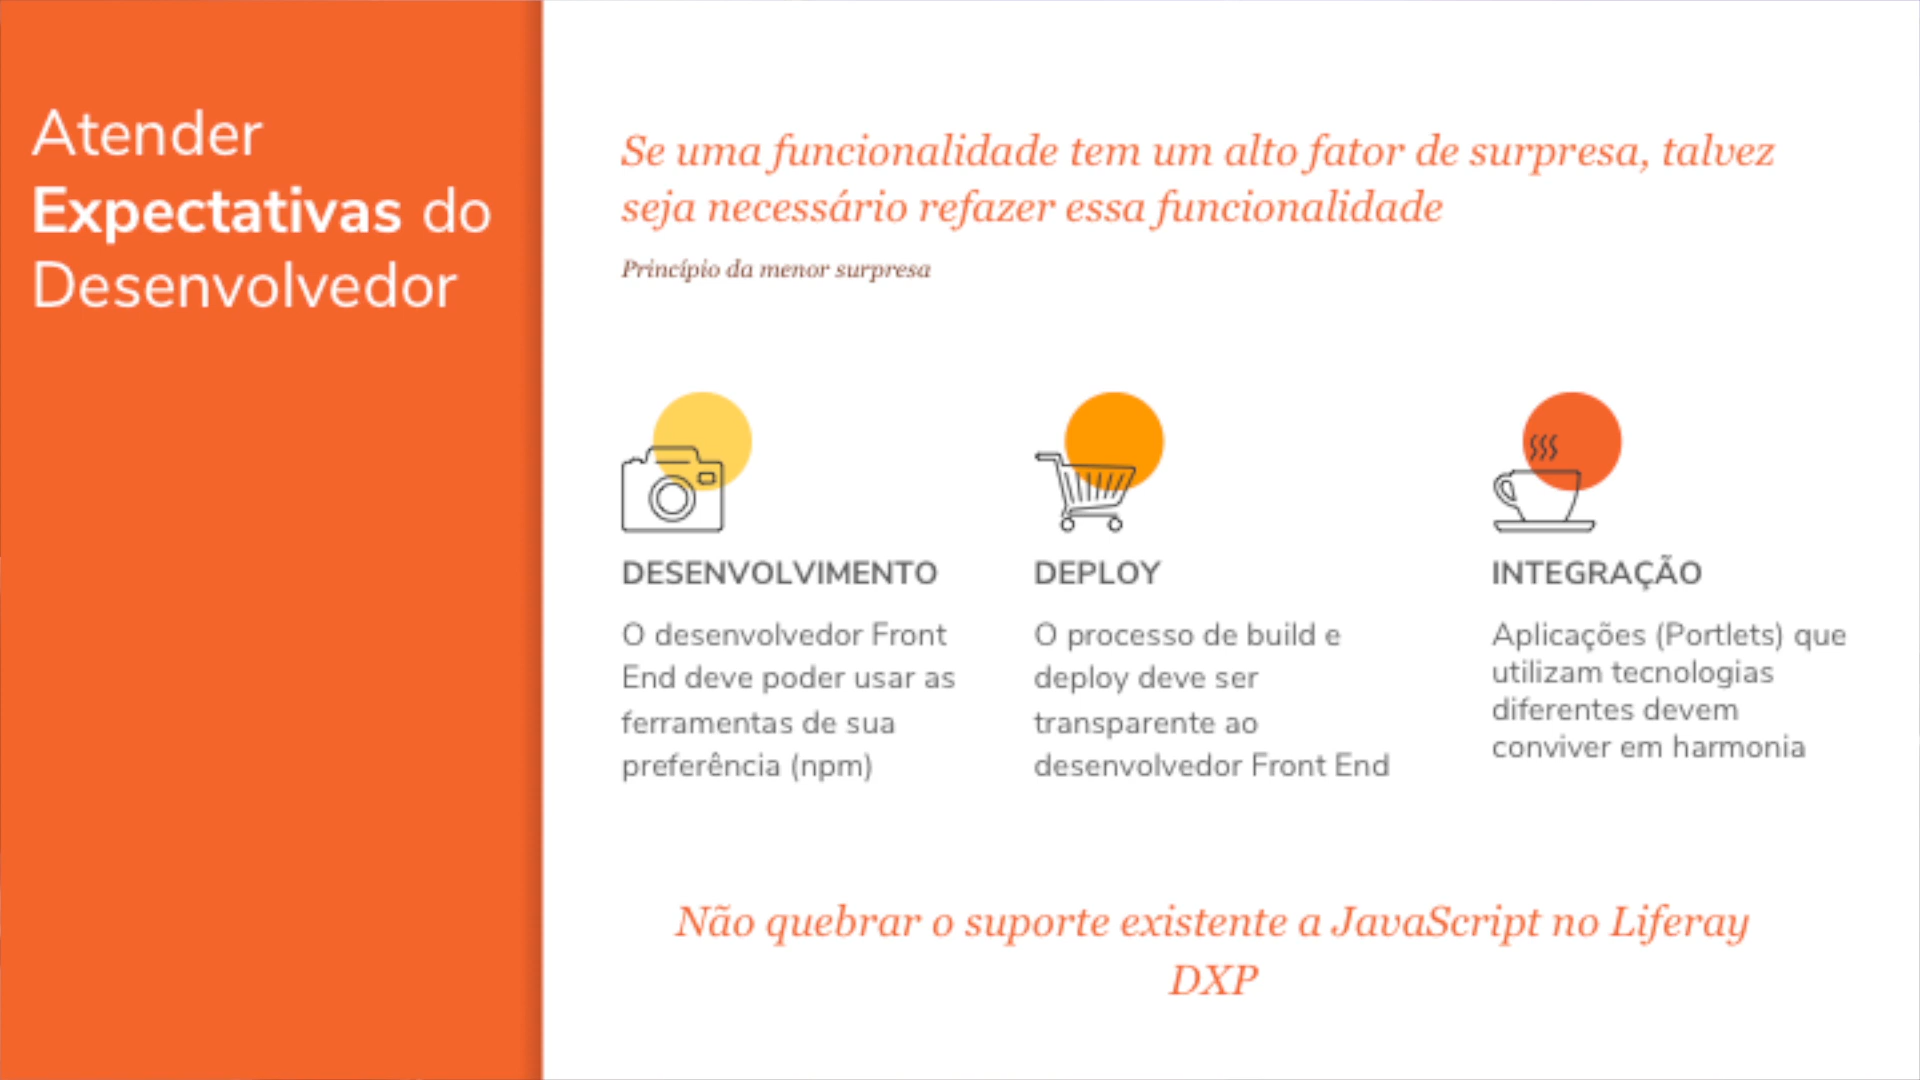 Atender
Expectativas do
Desenvolvedor
Se uma funcionalidade tem um alto fator de surpresa, talvez
seja necessário refazer essa funcionalidade
Princípio da menor surpresa
DESENVOLVIMENTO
O desenvolvedor Front
End deve poder usar as
ferramentas de sua
preferência (npm)
DEPLOY
O processo de build e
deploy deve ser
transparente ao
desenvolvedor Front End
INTEGRAÇÃO
Aplicações (Portlets) que
utilizam tecnologias
diferentes devem
conviver em harmonia
Não quebrar o suporte existente a JavaScript no Liferay
DXP